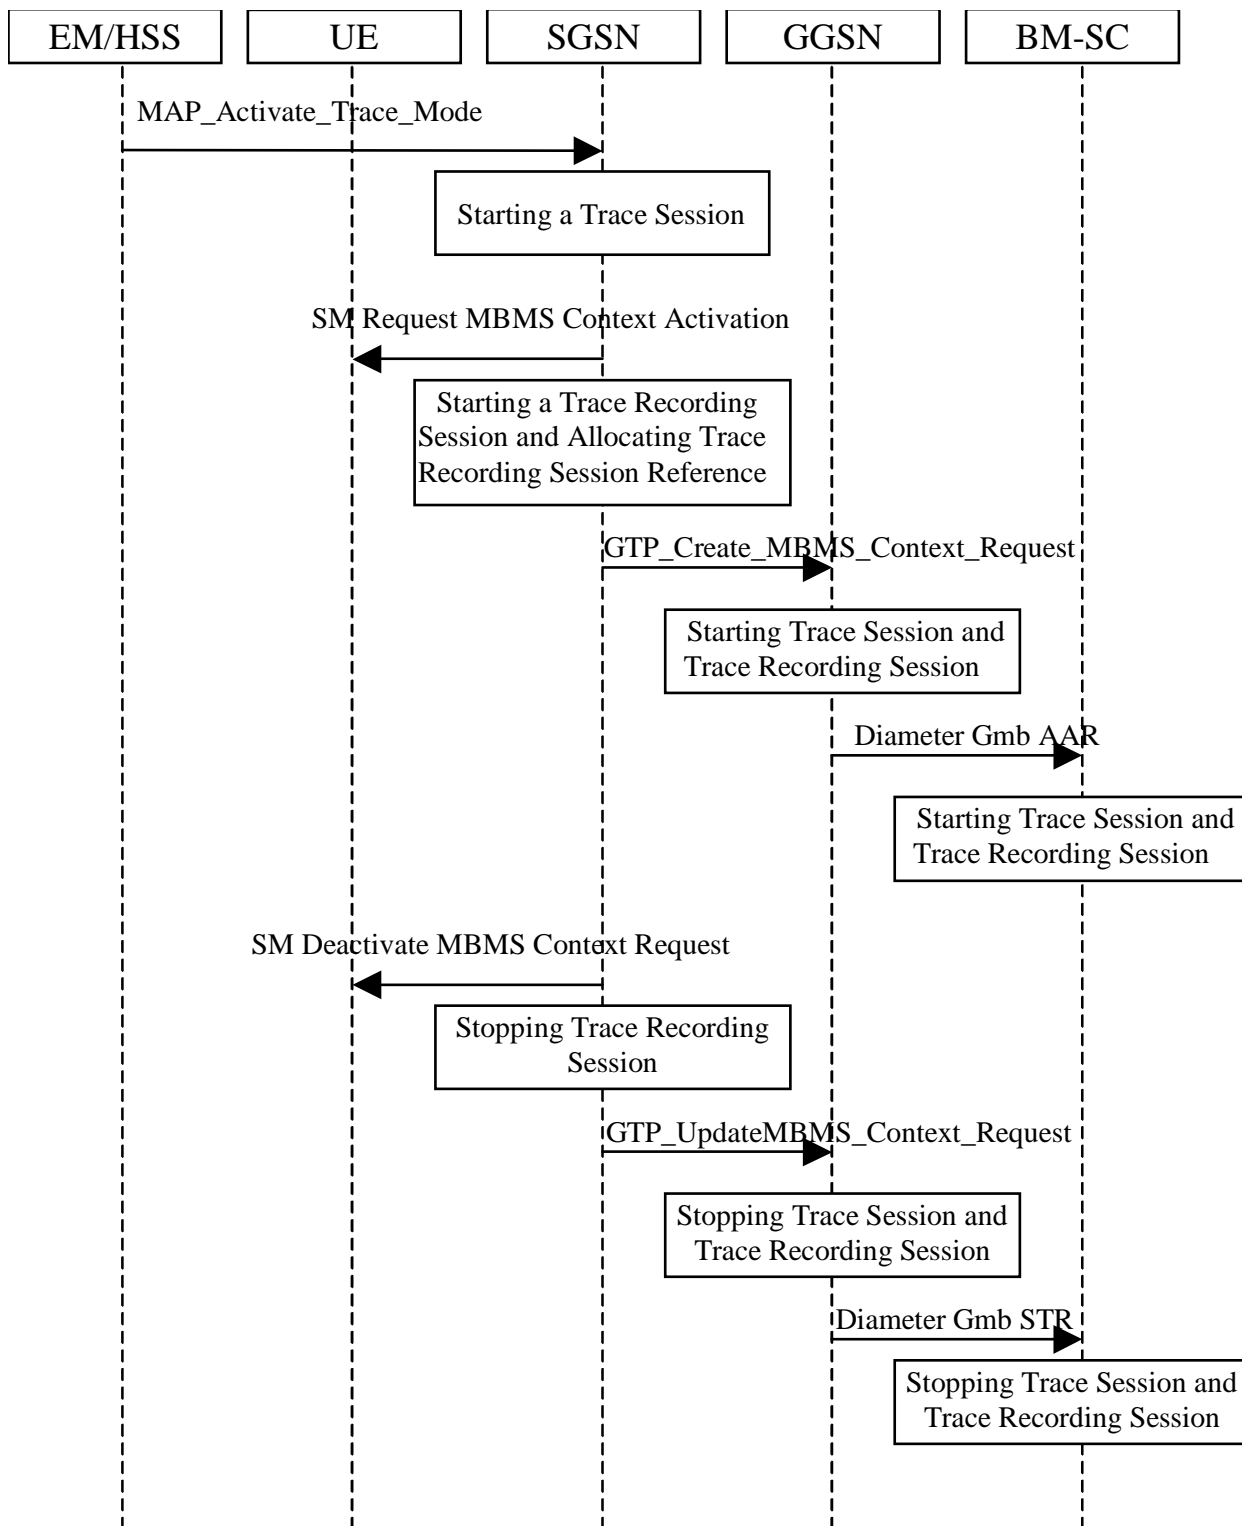 EM/HSS
UE
SGSN
GGSN
BM-SC
MAP_Activate_Trace_Mode
Starting a Trace Session
SM Request MBMS Context Activation
Starting a Trace Recording
Session and Allocating Trace
Recording Session Reference
GTP_Create_MBMS_Context_Request
Starting Trace Session and
Trace Recording Session
Diameter Gmb AAR
Starting Trace Session and
Trace Recording Session
SM Deactivate MBMS Context Request
Stopping Trace Recording
Session
GTP_UpdateMBMS_Context_Request
Stopping Trace Session and
Trace Recording Session
Diameter Gmb STR
Stopping Trace Session and
Trace Recording Session